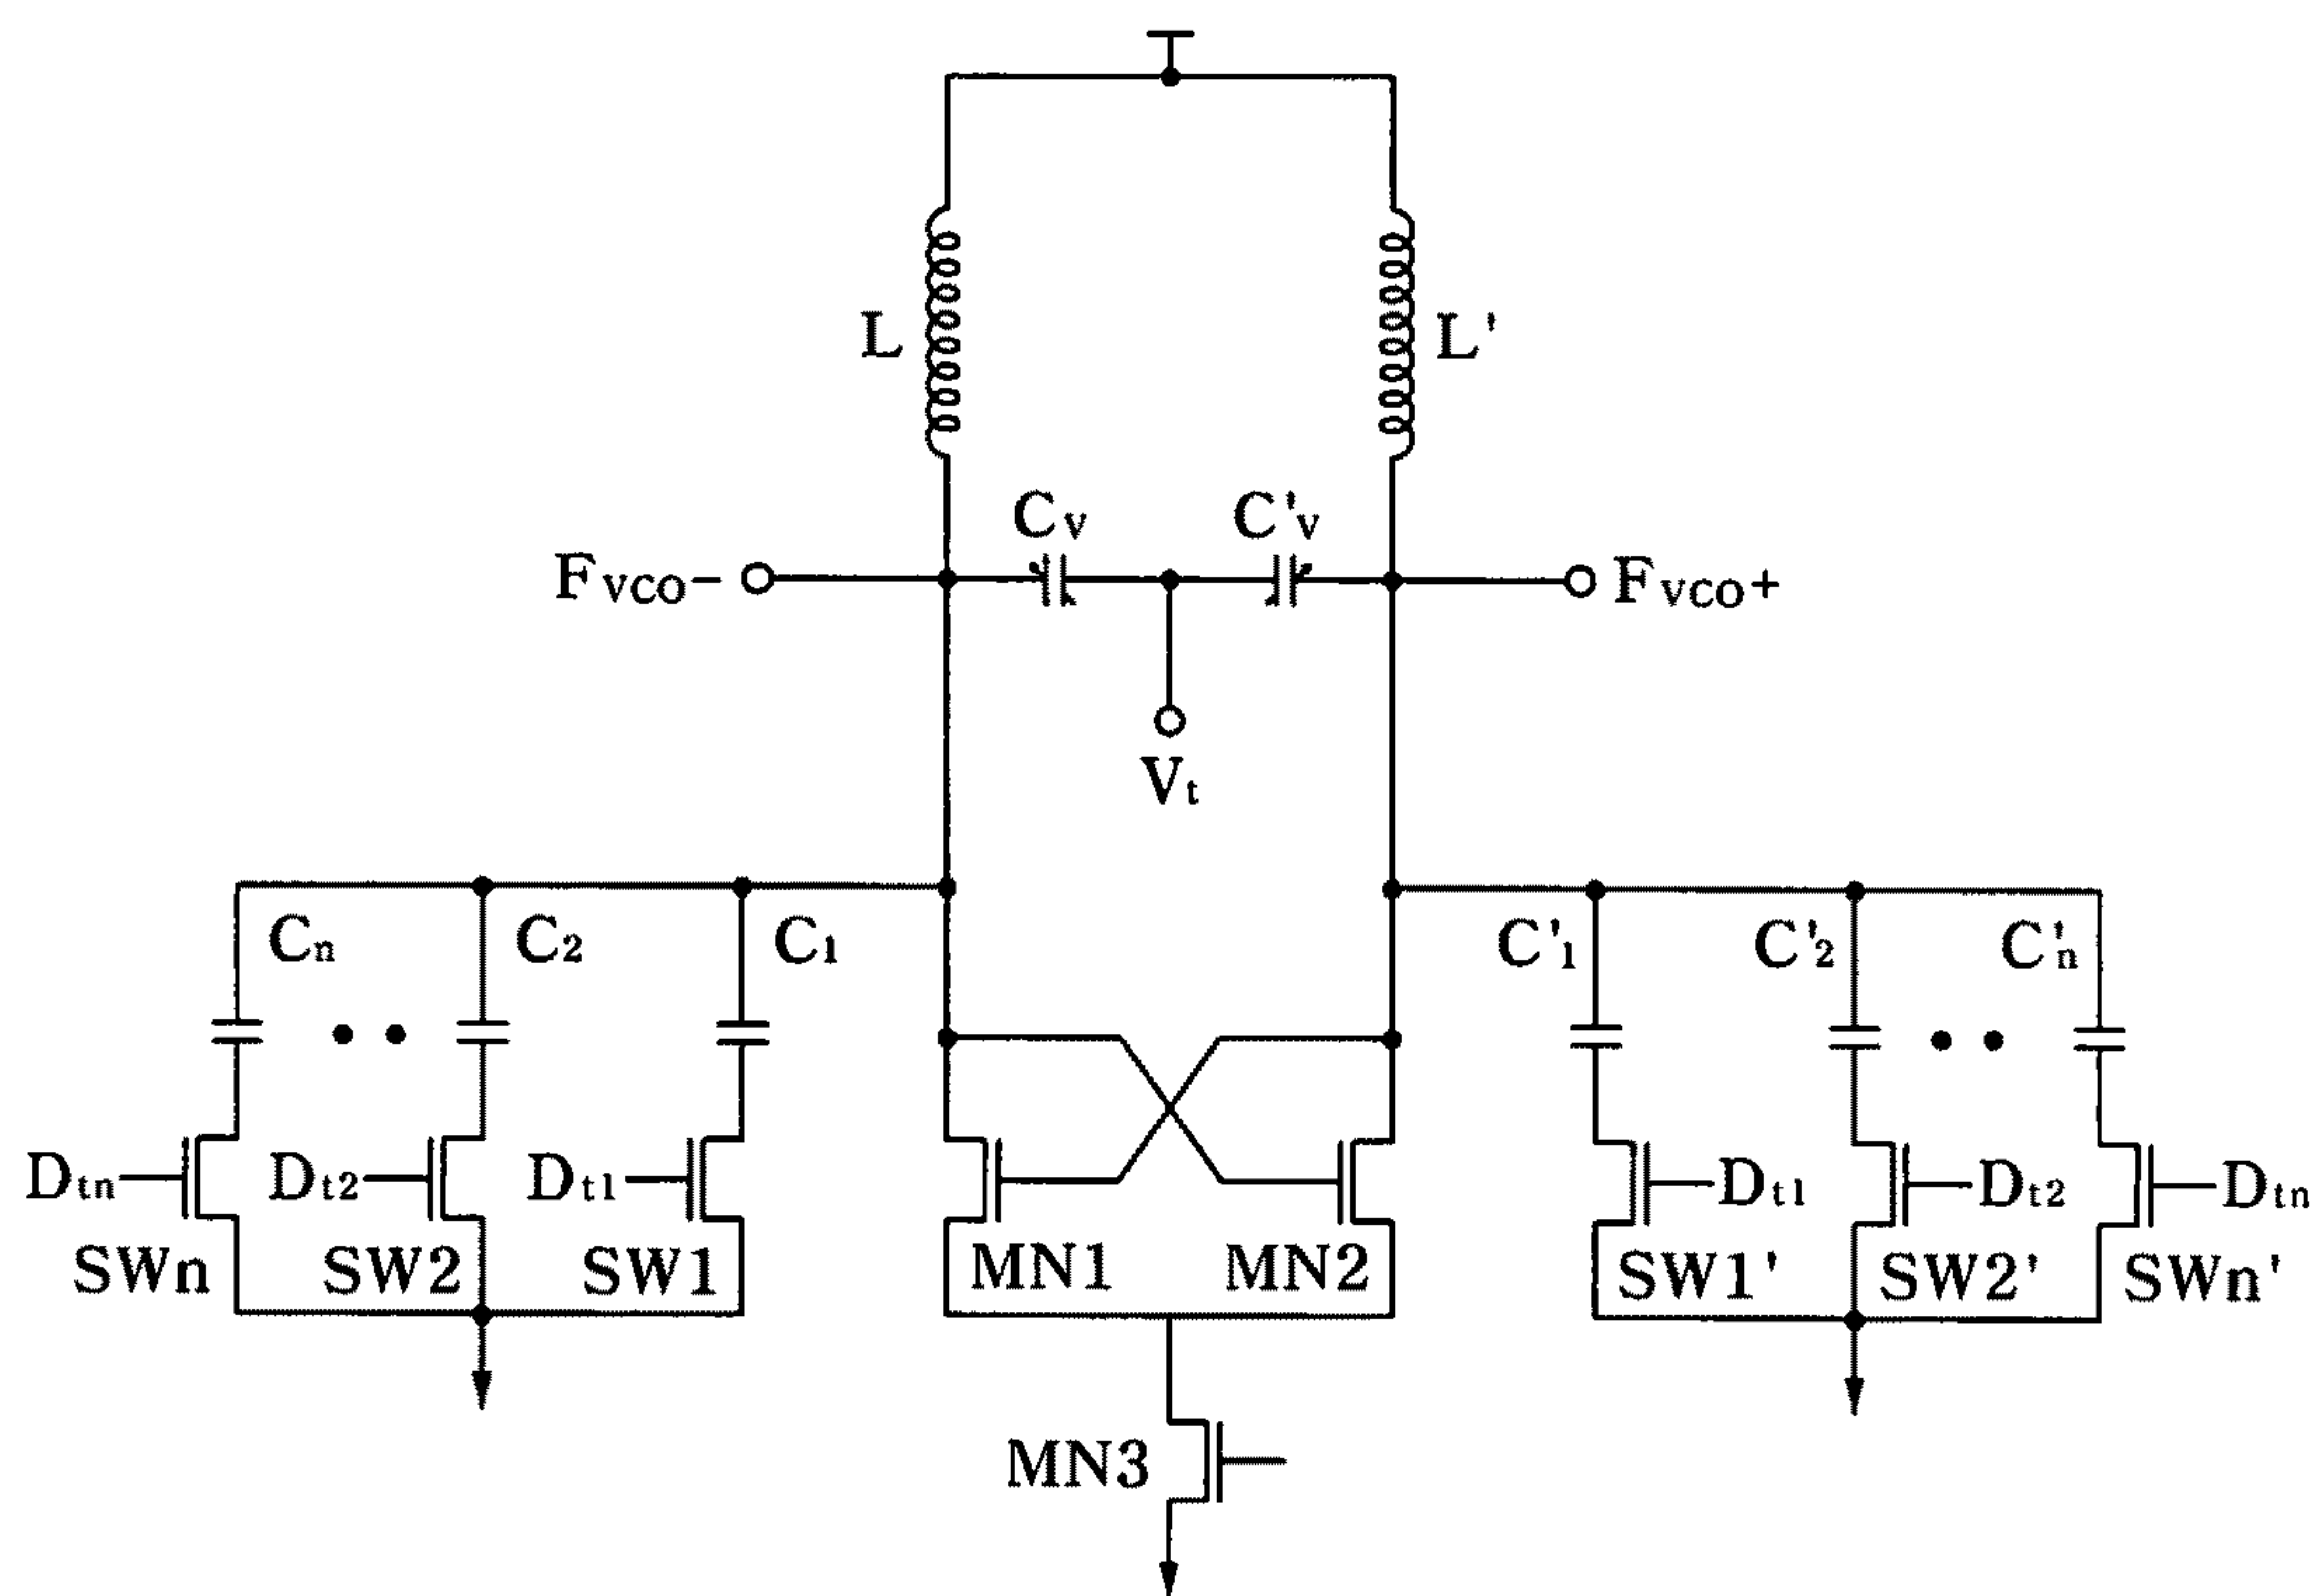 L L'
Cv C'v
Fvco- Fvco+
Vt
Cn C2 C1 C'1 C'2 C'n
Dtn Dt2 Dt1 Dt1 Dt2 Dtn
SWn SW2 SW1 MN1 MN2 SW1' SW2' SWn'
MN3